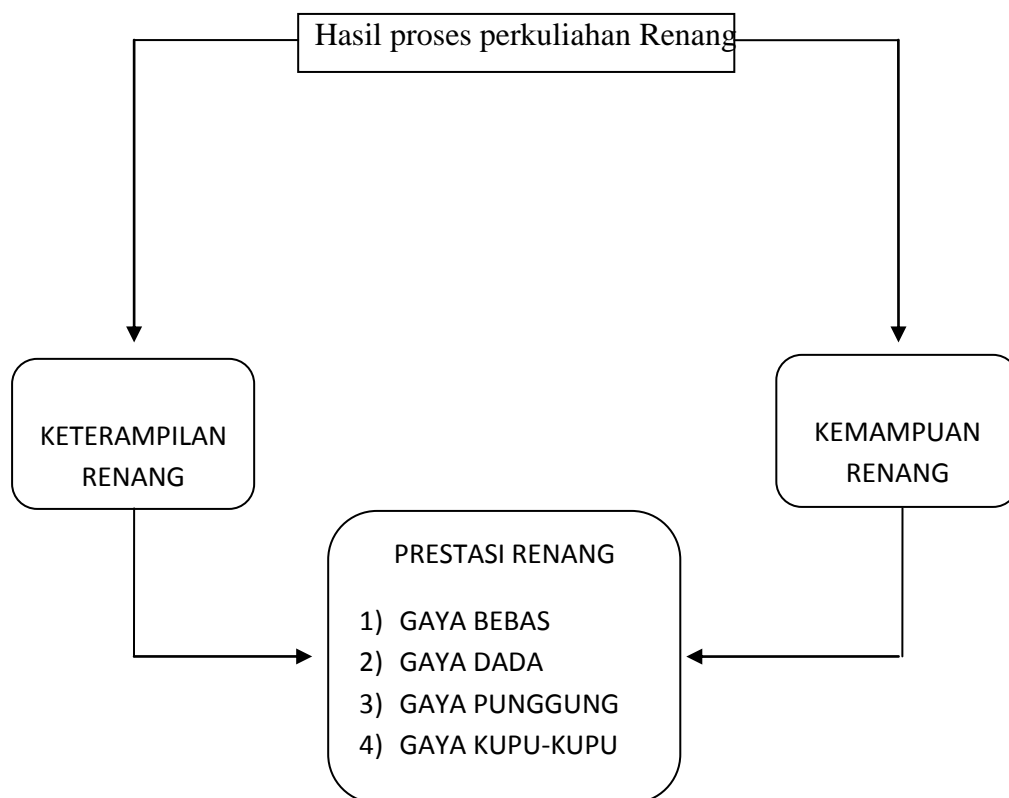 Hasil proses perkuliahan Renang
KETERAMPILAN
RENANG
KEMAMPUAN
RENANG
PRESTASI RENANG
1) GAYA BEBAS
2) GAYA DADA
3) GAYA PUNGGUNG
4) GAYA KUPU-KUPU